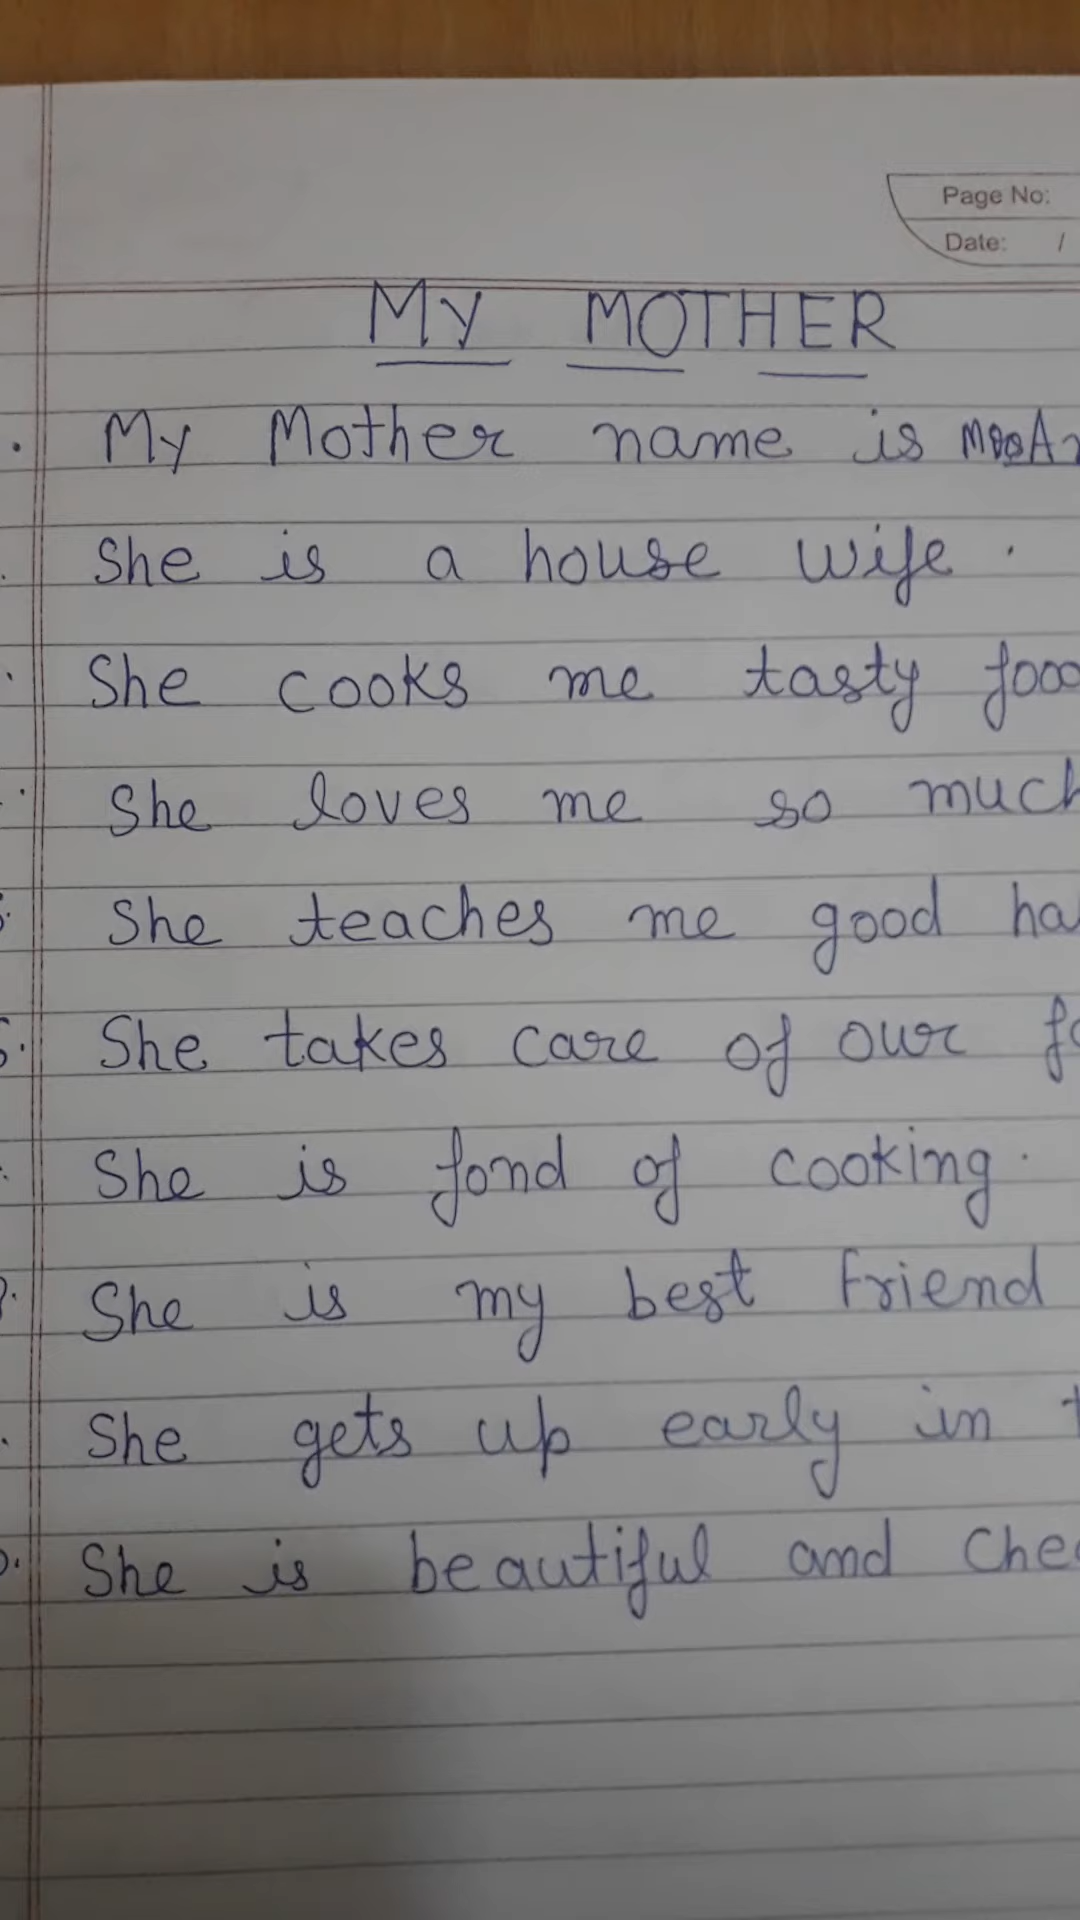 Page No:
Date: /
MY MOTHER
. My Mother name is
. She is a house wife .
. She cooks me tasty food
. She loves me so much
She teaches me good
She takes care of our
She is fond of cooking .
She is my best friend
. She gets up early in
She is beautiful and